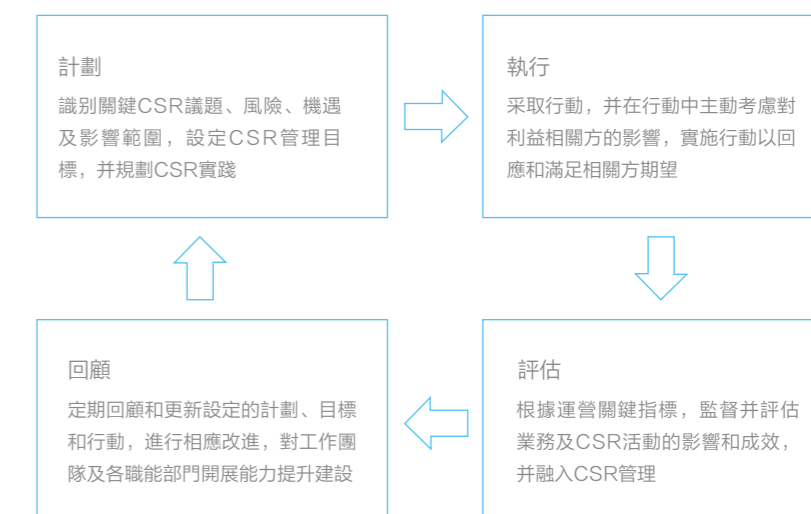 計劃
識別關鍵CSR議題、風險、機遇
及影響範圍，設定CSR管理目
標，并規劃CSR實踐
執行
采取行動，并在行動中主動考慮對
利益相關方的影響，實施行動以回
應和滿足相關方期望
回顧
定期回顧和更新設定的計劃、目標
和行動，進行相應改進，對工作團
隊及各職能部門開展能力提升建設
評估
根據運營關鍵指標，監督并評估
業務及CSR活動的影響和成效，
并融入CSR管理